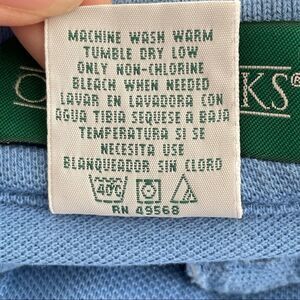 MACHINE WASH WARM
TUMBLE DRY LOW
ONLY NON-CHLORINE
BLEACH WHEN NEEDED
LAVAR EN LAVADORA CON
AGUA TIBIA SEQUESE A BAJA
TEMPERATURA SI SE
NECESITA USE
BLANQUEADOR SIN CLORO
40°C
RN 49568
KS®